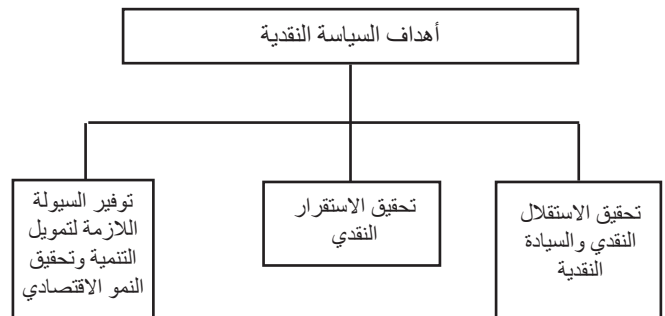 أهداف السياسة النقدية
تحقيق الاستقلال
النقدي والسيادة
النقدية
تحقيق الاستقرار
النقدي
توفير السيولة
اللازمة لتمويل
التنمية وتحقيق
النمو الاقتصادي